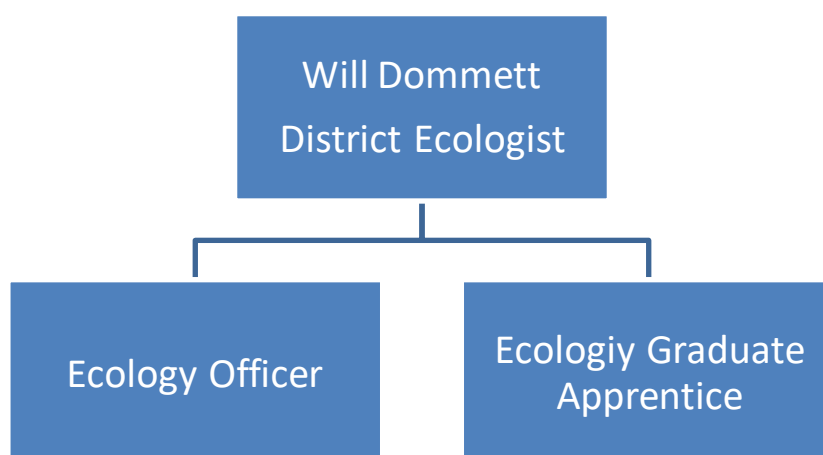 Will Dommett
District Ecologist
Ecology Officer
Ecologiy Graduate
Apprentice